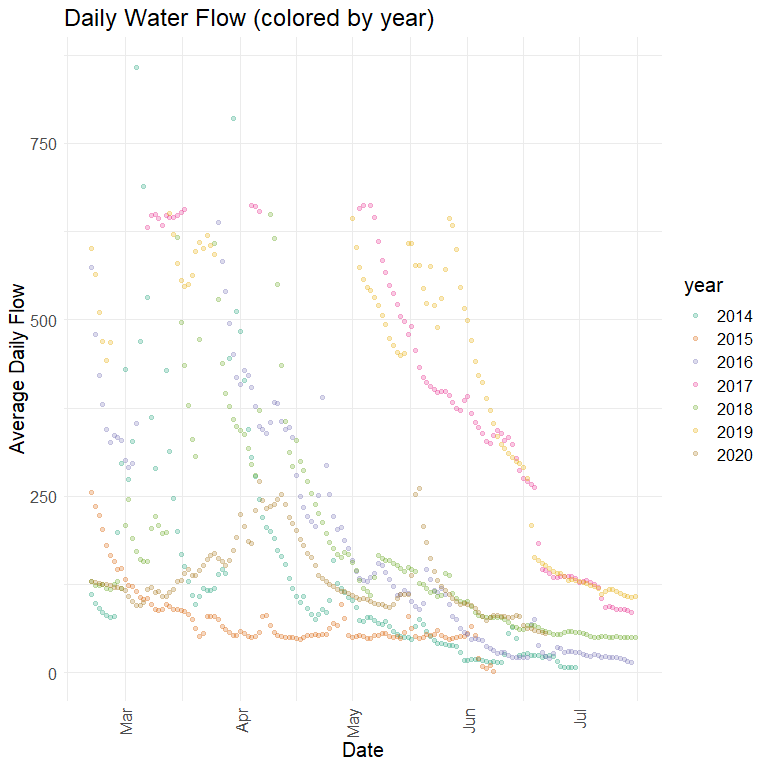 Daily Water Flow (colored by year)
Average Daily Flow
750
500
250
0
Mar
Apr
May
Jun
Jul
Date
year
2014
2015
2016
2017
2018
2019
2020